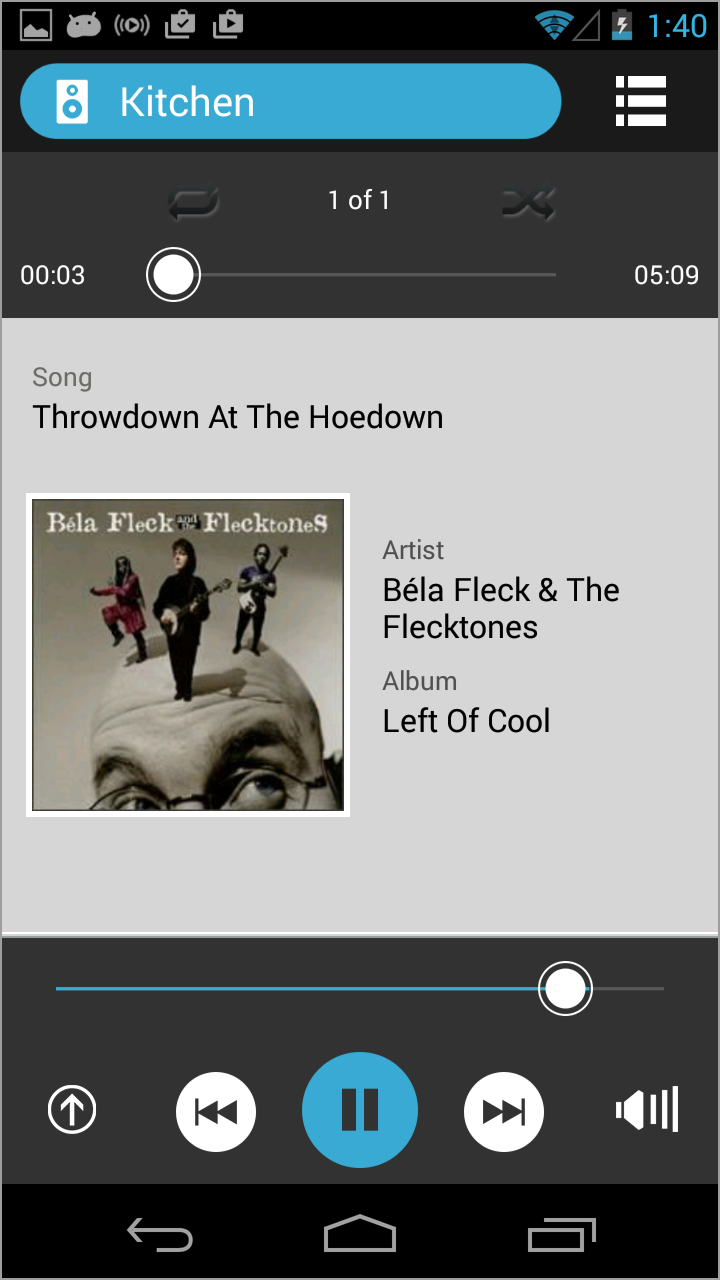 1:40
Kitchen
1 of 1
00:03
05:09
Song
Throwdown At The Hoedown
Béla Fleck and the FlecktoneS
Artist
Béla Fleck & The
Flecktones
Album
Left Of Cool